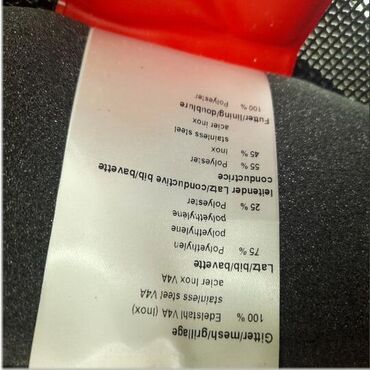 Gitter/mesh/grillage
100 % Edelstahl V4A (Inox)
stainless steel V4A
acier Inox V4A
Latz/bib/bavette
75 % Polyethylen
polyethylene
polyéthylène
25 % Polyester
leitender Latz/conductive bib/bavette
conductrice
55 % Polyester
45 % Inox
stainless steel
acier inox
Futter/lining/doublure
100 % Polyester